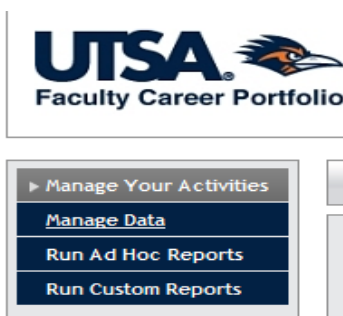 UTSA.
Faculty Career Portfolio
Manage Your Activities
Manage Data
Run Ad Hoc Reports
Run Custom Reports